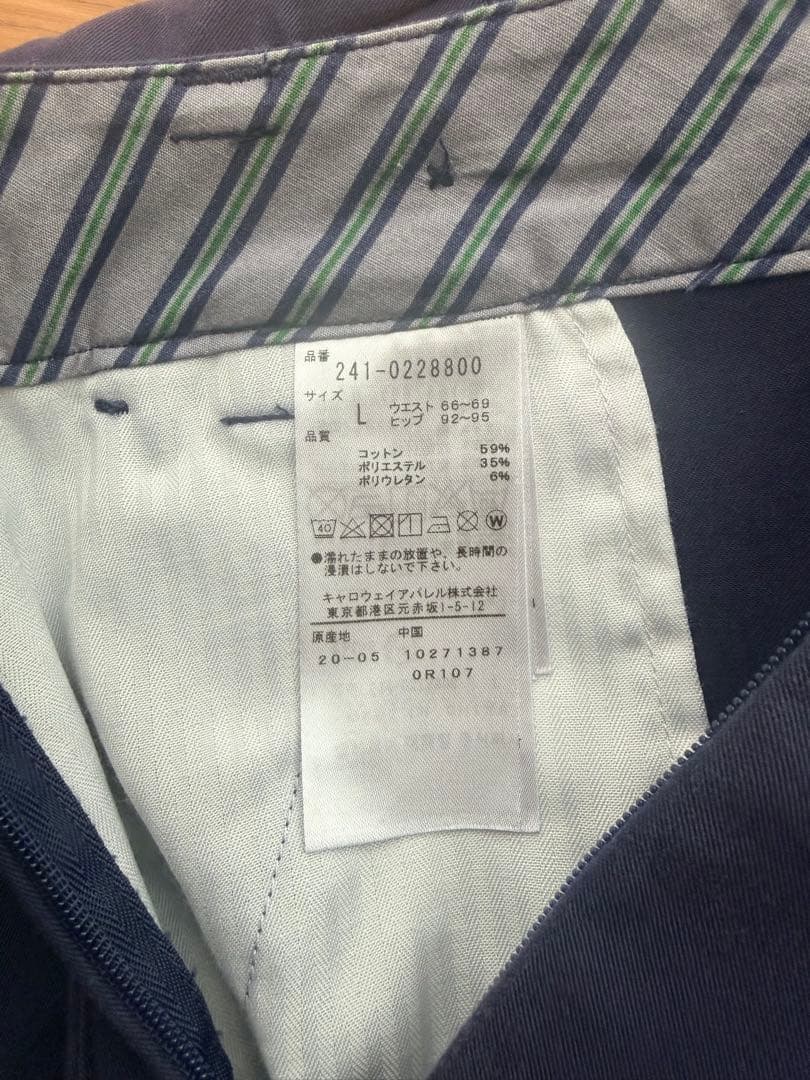 品番
241-0228800
サイズ
L ウエスト 66～69
ヒップ 92～95
品質
コットン 59%
ポリエステル 35%
ポリウレタン 6%
40 W
●濡れたままの放置や、長時間の
浸漬はしないで下さい。
キャロウェイアパレル株式会社
東京都港区元赤坂1-5-12
原産地 中国
20-05 10271387
0R107